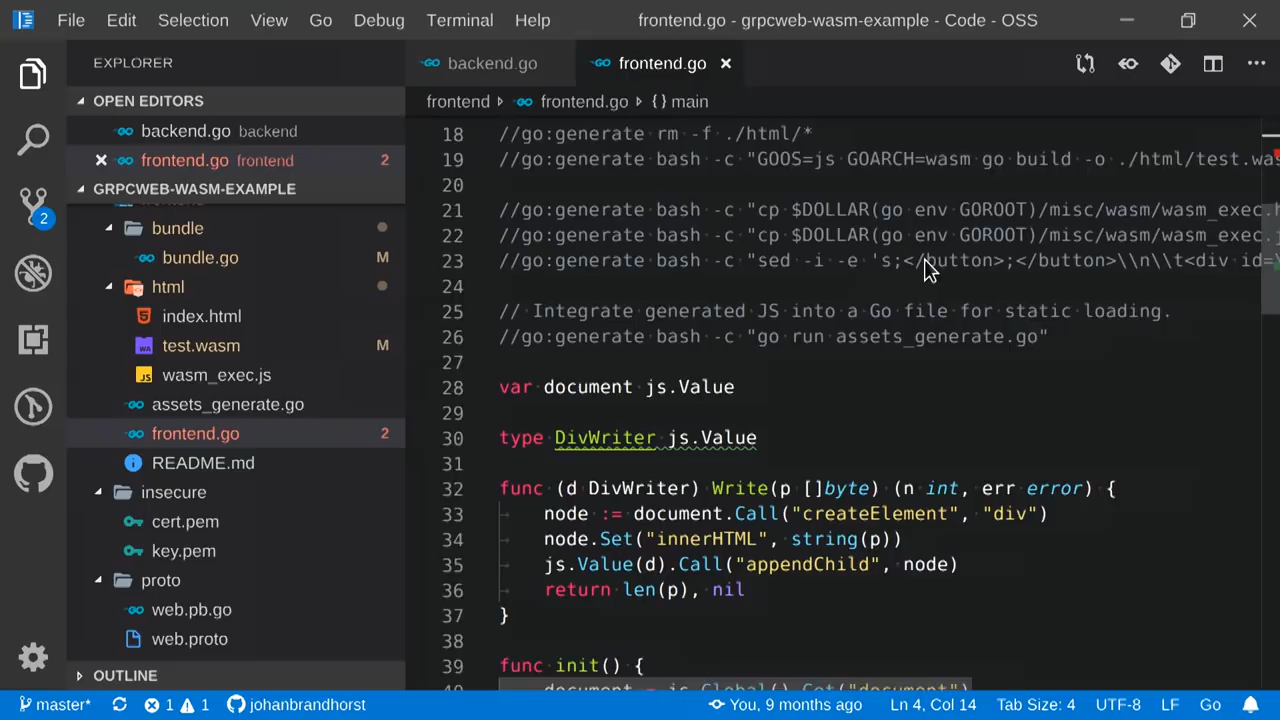 File Edit Selection View Go Debug Terminal Help frontend.go - grpcweb-wasm-example - Code - OSS
EXPLORER
backend.go frontend.go
OPEN EDITORS
frontend frontend.go {} main
backend.go backend
frontend.go frontend 2
GRPCWEB-WASM-EXAMPLE
bundle
bundle.go M
html
index.html
test.wasm M
wasm_exec.js
assets_generate.go
frontend.go 2
README.md
insecure
cert.pem
key.pem
proto
web.pb.go
web.proto
OUTLINE
2
18 //go:generate rm -f ./html/*
19 //go:generate bash -c "GOOS=js GOARCH=wasm go build -o ./html/test.was
20
21 //go:generate bash -c "cp $DOLLAR(go env GOROOT)/misc/wasm/wasm_exec.h
22 //go:generate bash -c "cp $DOLLAR(go env GOROOT)/misc/wasm/wasm_exec.j
23 //go:generate bash -c "sed -i -e 's;</button>;</button>\\n\\t<div id=\
24
25 // Integrate generated JS into a Go file for static loading.
26 //go:generate bash -c "go run assets_generate.go"
27
28 var document js.Value
29
30 type DivWriter js.Value
31
32 func (d DivWriter) Write(p []byte) (n int, err error) {
33 node := document.Call("createElement", "div")
34 node.Set("innerHTML", string(p))
35 js.Value(d).Call("appendChild", node)
36 return len(p), nil
37 }
38
39 func init() {
40 document = js.Global().Get("document")
master* 1 1 johanbrandhorst You, 9 months ago Ln 4, Col 14 Tab Size: 4 UTF-8 LF Go